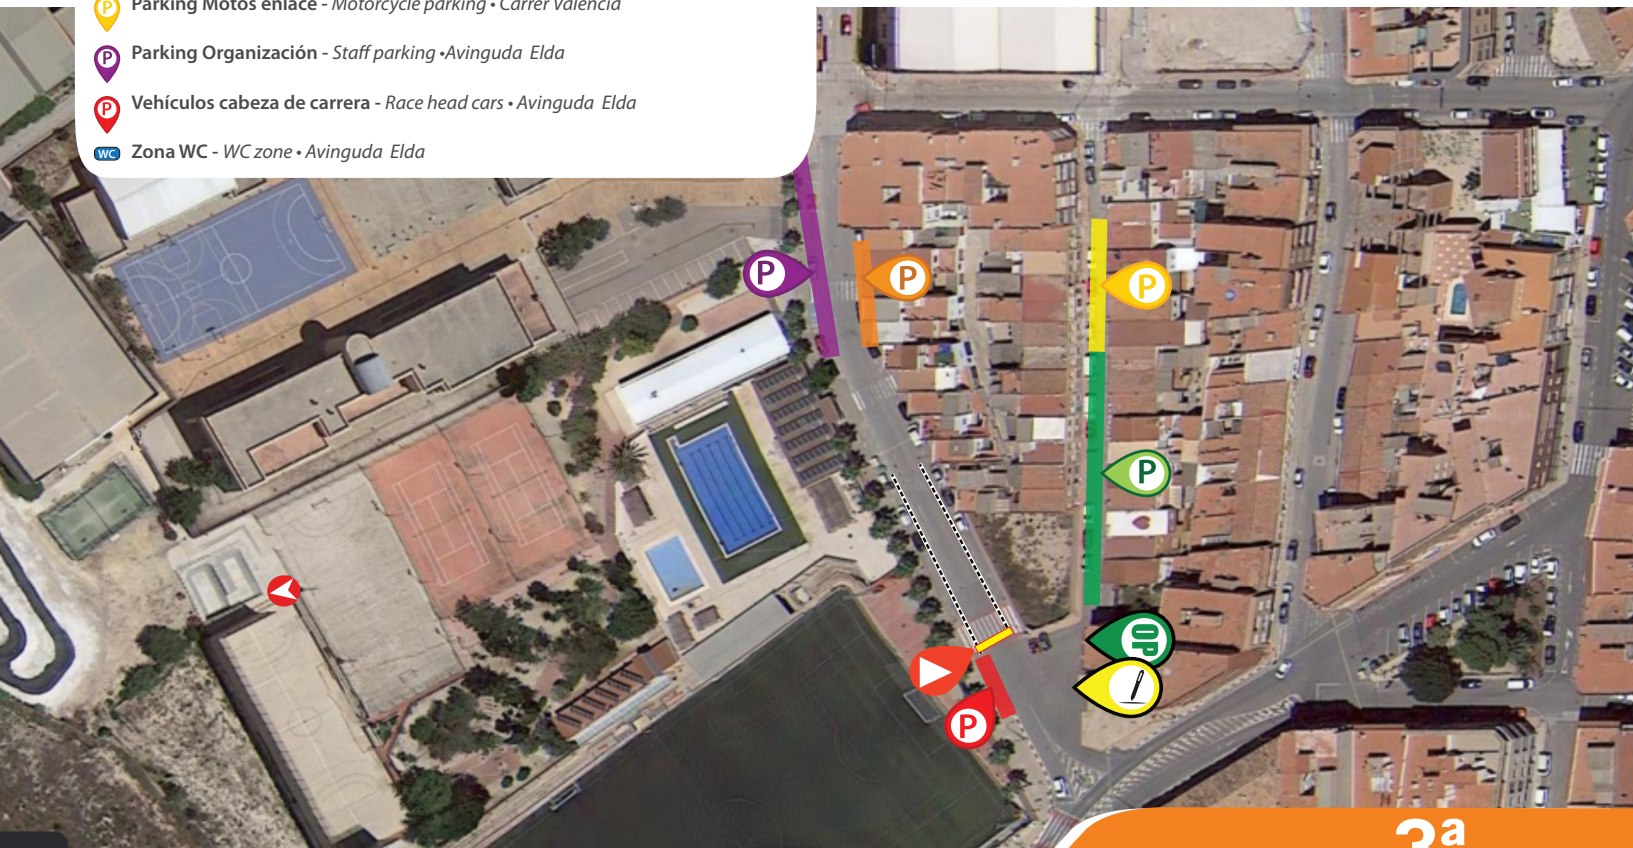 P Parking Motos enlace - Motorcycle parking • Carrer Valencia
P Parking Organización - Staff parking •Avinguda Elda
P Vehículos cabeza de carrera - Race head cars • Avinguda Elda
WC Zona WC - WC zone • Avinguda Elda
P
P
P
P
OP
P
3ª